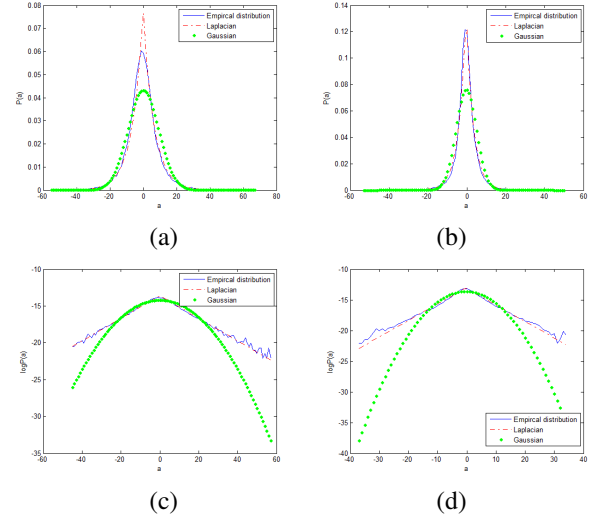 0.08
0.07
0.06
0.05
0.04
0.03
0.02
0.01
0
P(a)
-60 -40 -20 0 20 40 60 80
a
Empircal distribution
Laplacian
Gaussian
(a)
0.14
0.12
0.1
0.08
0.06
0.04
0.02
0
P(a)
-60 -40 -20 0 20 40 60
a
Empircal distribution
Laplacian
Gaussian
(b)
-10
-15
-20
-25
-30
-35
logP(a)
-60 -40 -20 0 20 40 60
a
Empircal distribution
Laplacian
Gaussian
(c)
-10
-15
-20
-25
-30
-35
-40
logP(a)
-40 -30 -20 -10 0 10 20 30 40
a
Empircal distribution
Laplacian
Gaussian
(d)